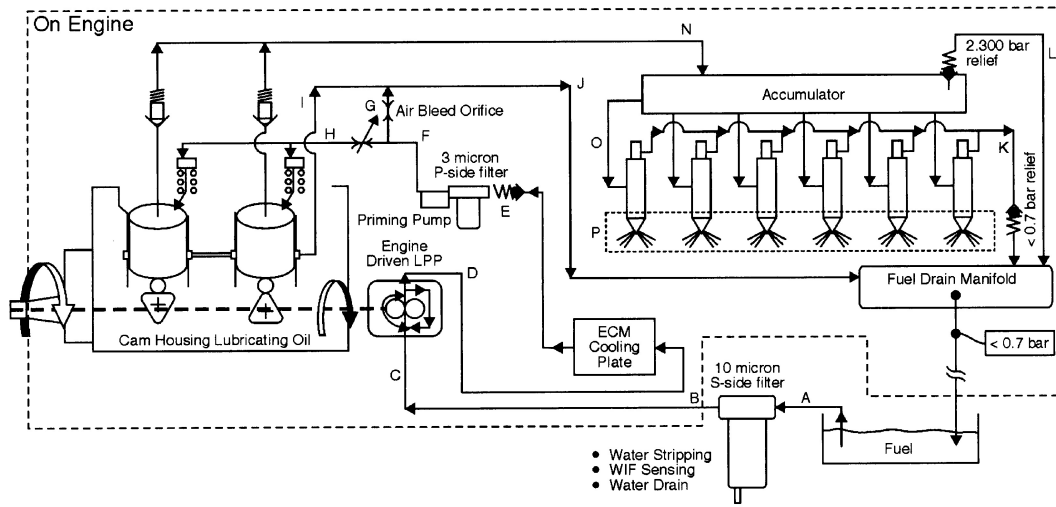 On Engine
N
2.300 bar
relief
L
Accumulator
I
J
G
Air Bleed Orifice
H
F
O
K
3 micron
P-side filter
E
Priming Pump
P
< 0.7 bar relief
Engine
Driven LPP
D
Fuel Drain Manifold
Cam Housing Lubricating Oil
ECM
Cooling
Plate
< 0.7 bar
C
10 micron
S-side filter
B
A
Fuel
• Water Stripping
• WIF Sensing
• Water Drain